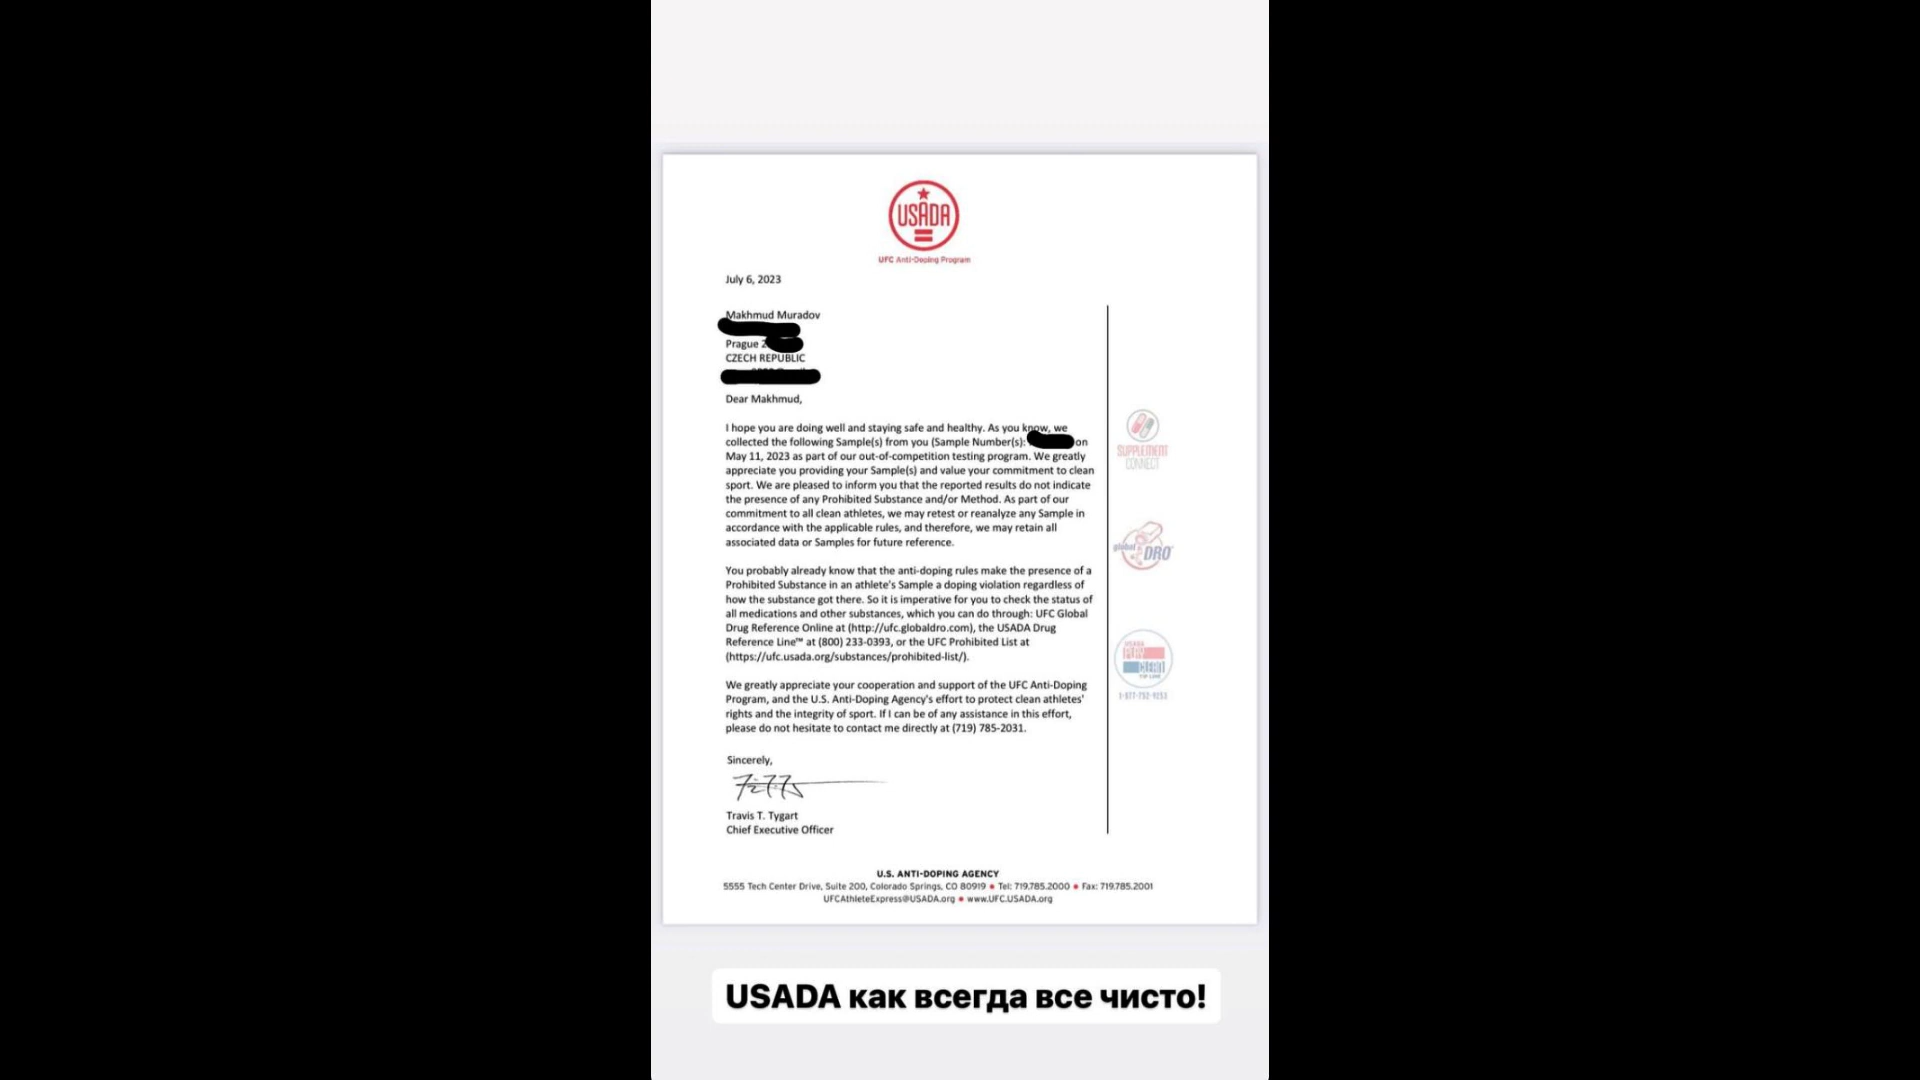 USADA
UFC Anti-Doping Program
July 6, 2023
Makhmud Muradov
Prague 2
CZECH REPUBLIC
Dear Makhmud,
I hope you are doing well and staying safe and healthy. As you know, we
collected the following Sample(s) from you (Sample Number(s): on
May 11, 2023 as part of our out-of-competition testing program. We greatly
appreciate you providing your Sample(s) and value your commitment to clean
sport. We are pleased to inform you that the reported results do not indicate
the presence of any Prohibited Substance and/or Method. As part of our
commitment to all clean athletes, we may retest or reanalyze any Sample in
accordance with the applicable rules, and therefore, we may retain all
associated data or Samples for future reference.
You probably already know that the anti-doping rules make the presence of a
Prohibited Substance in an athlete's Sample a doping violation regardless of
how the substance got there. So it is imperative for you to check the status of
all medications and other substances, which you can do through: UFC Global
Drug Reference Online at (http://ufc.globaldro.com), the USADA Drug
Reference Line™ at (800) 233-0393, or the UFC Prohibited List at
(https://ufc.usada.org/substances/prohibited-list/).
We greatly appreciate your cooperation and support of the UFC Anti-Doping
Program, and the U.S. Anti-Doping Agency's effort to protect clean athletes'
rights and the integrity of sport. If I can be of any assistance in this effort,
please do not hesitate to contact me directly at (719) 785-2031.
Sincerely,
Travis T. Tygart
Chief Executive Officer
SUPPLEMENT
CONNECT
global
DRO
PLAY
CLEAN
TIP LINE
U.S. ANTI-DOPING AGENCY
5555 Tech Center Drive, Suite 200, Colorado Springs, CO 80919 • Tel: 719.785.2000 • Fax: 719.785.2001
UFCAthleteExpress@USADA.org • www.UFC.USADA.org
USADA как всегда все чисто!